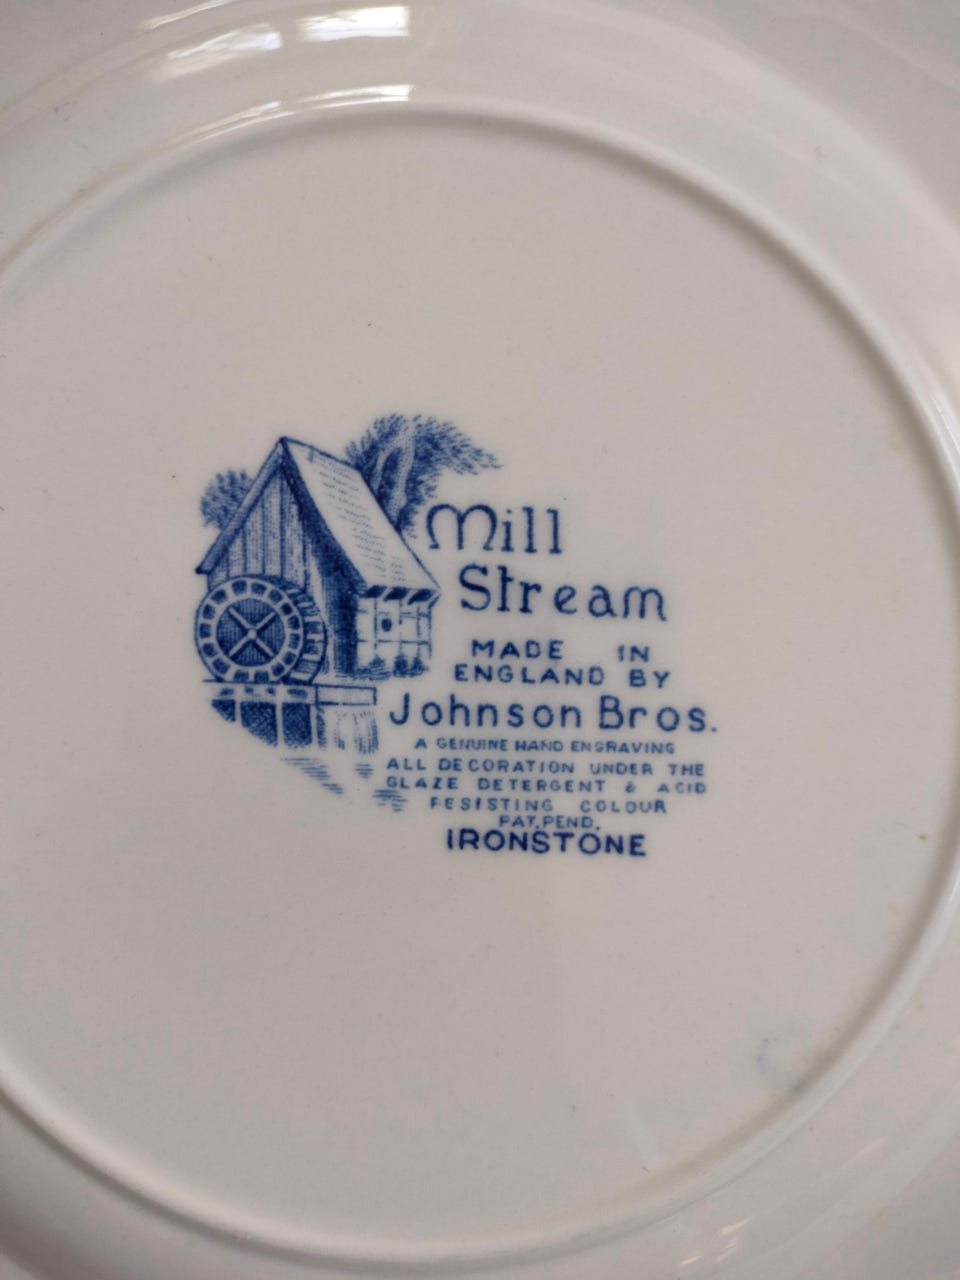 Mill
Stream
MADE IN
ENGLAND BY
Johnson Bros.
A GENUINE HAND ENGRAVING
ALL DECORATION UNDER THE
GLAZE DETERGENT & ACID
RESISTING COLOUR
PAT. PEND.
IRONSTONE